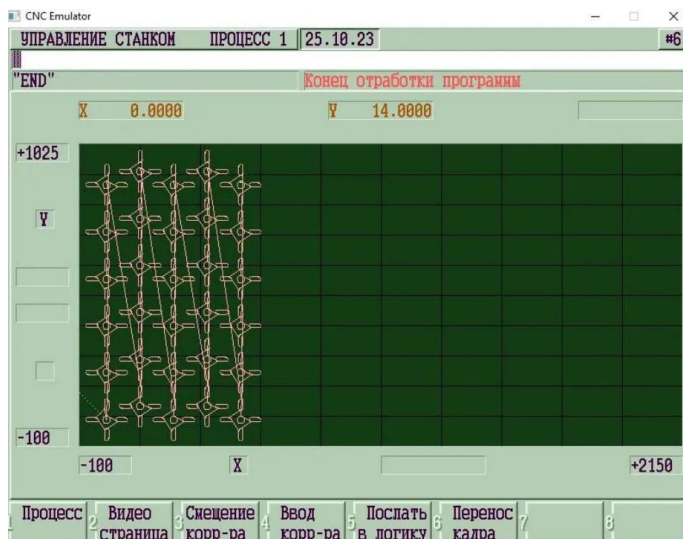 CNC Emulator
УПРАВЛЕНИЕ СТАНКОМ ПРОЦЕСС 1 25.10.23 #6
"END" Конец отработки программы
X 0.0000 Y 14.0000
+1025
Y
-100
-100 X +2150
1 Процесс 2 Видео страница 3 Смещение корр-ра 4 Ввод корр-ра 5 Послать в логику 6 Перенос кадра 7 8